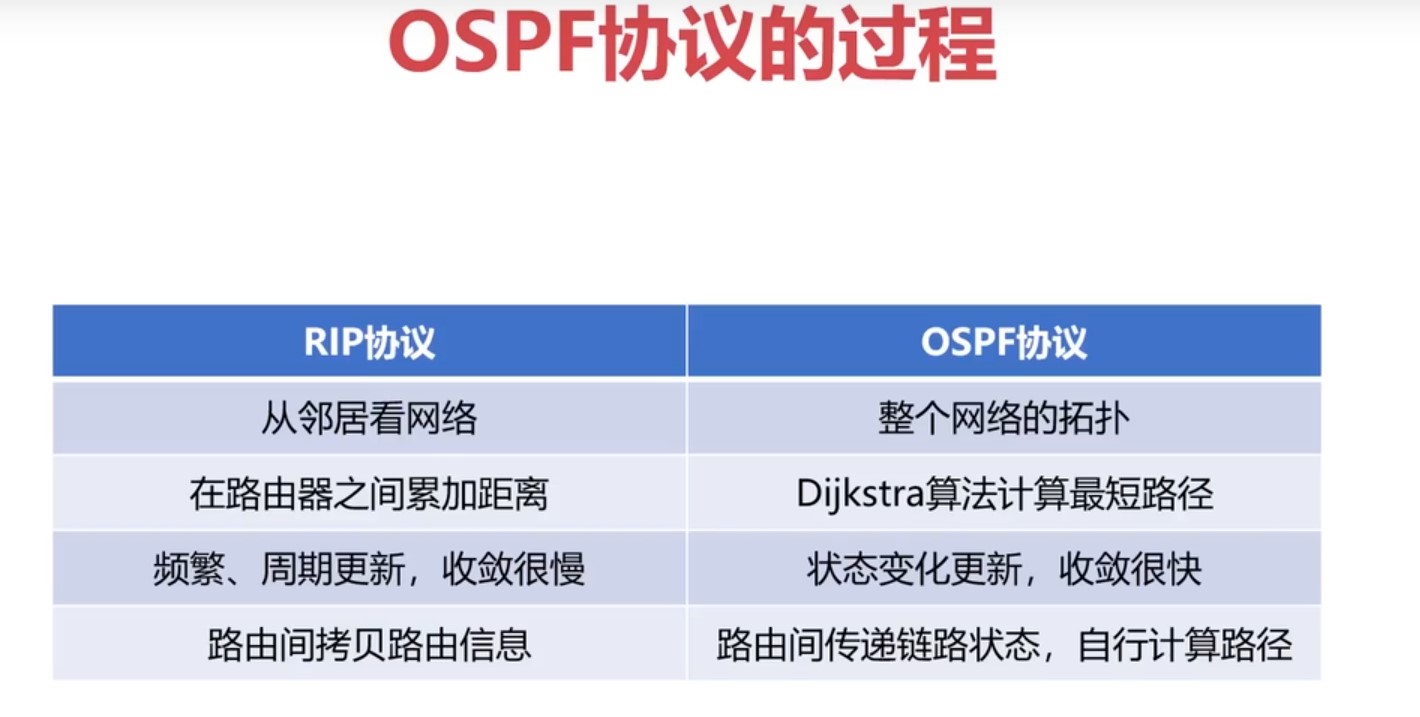 OSPF协议的过程
RIP协议
OSPF协议
从邻居看网络
整个网络的拓扑
在路由器之间累加距离
Dijkstra算法计算最短路径
频繁、周期更新，收敛很慢
状态变化更新，收敛很快
路由间拷贝路由信息
路由间传递链路状态，自行计算路径